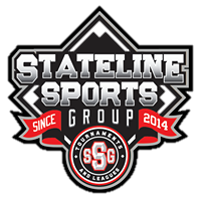 STATELINE
SPORTS
SINCE GROUP 2014
TOURNAMENTS
SSG
AND LEAGUES